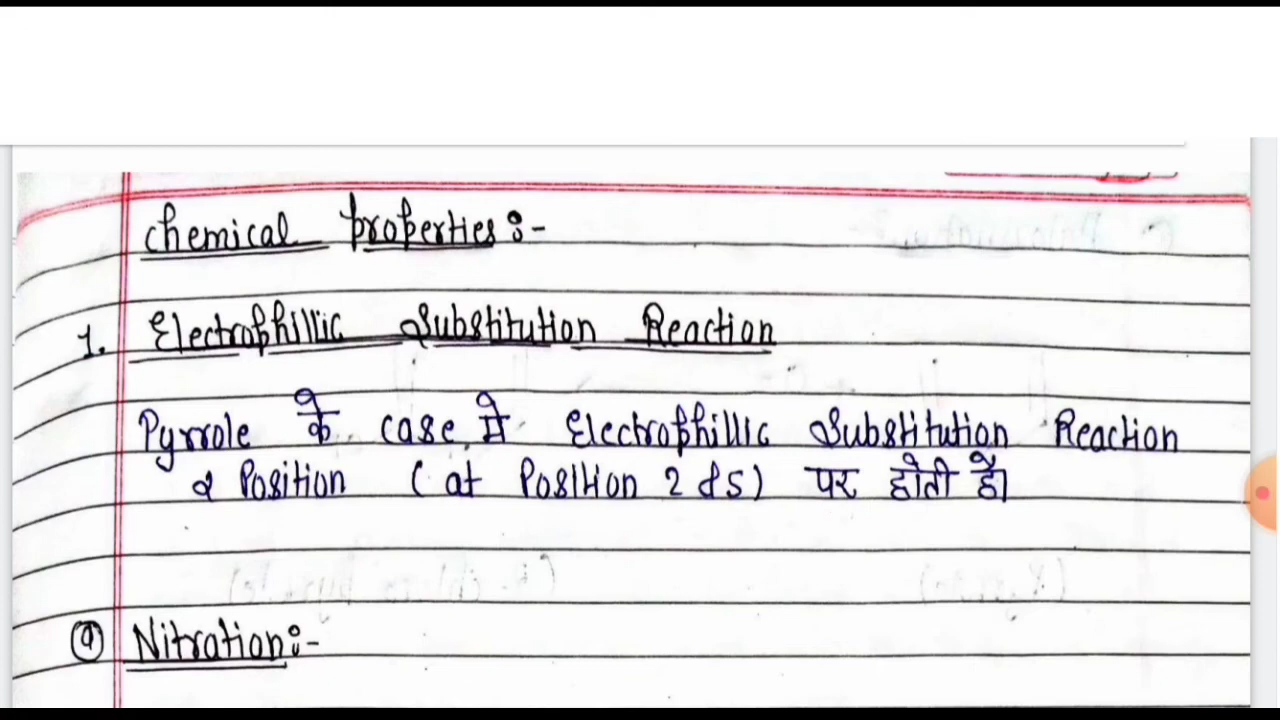 Chemical Properties:-
1. Electrophillic Substitution Reaction
Pyrrole के case में Electrophillic Substitution Reaction
α Position (at Position 2 & 5) पर होती है।
(a) Nitration:-